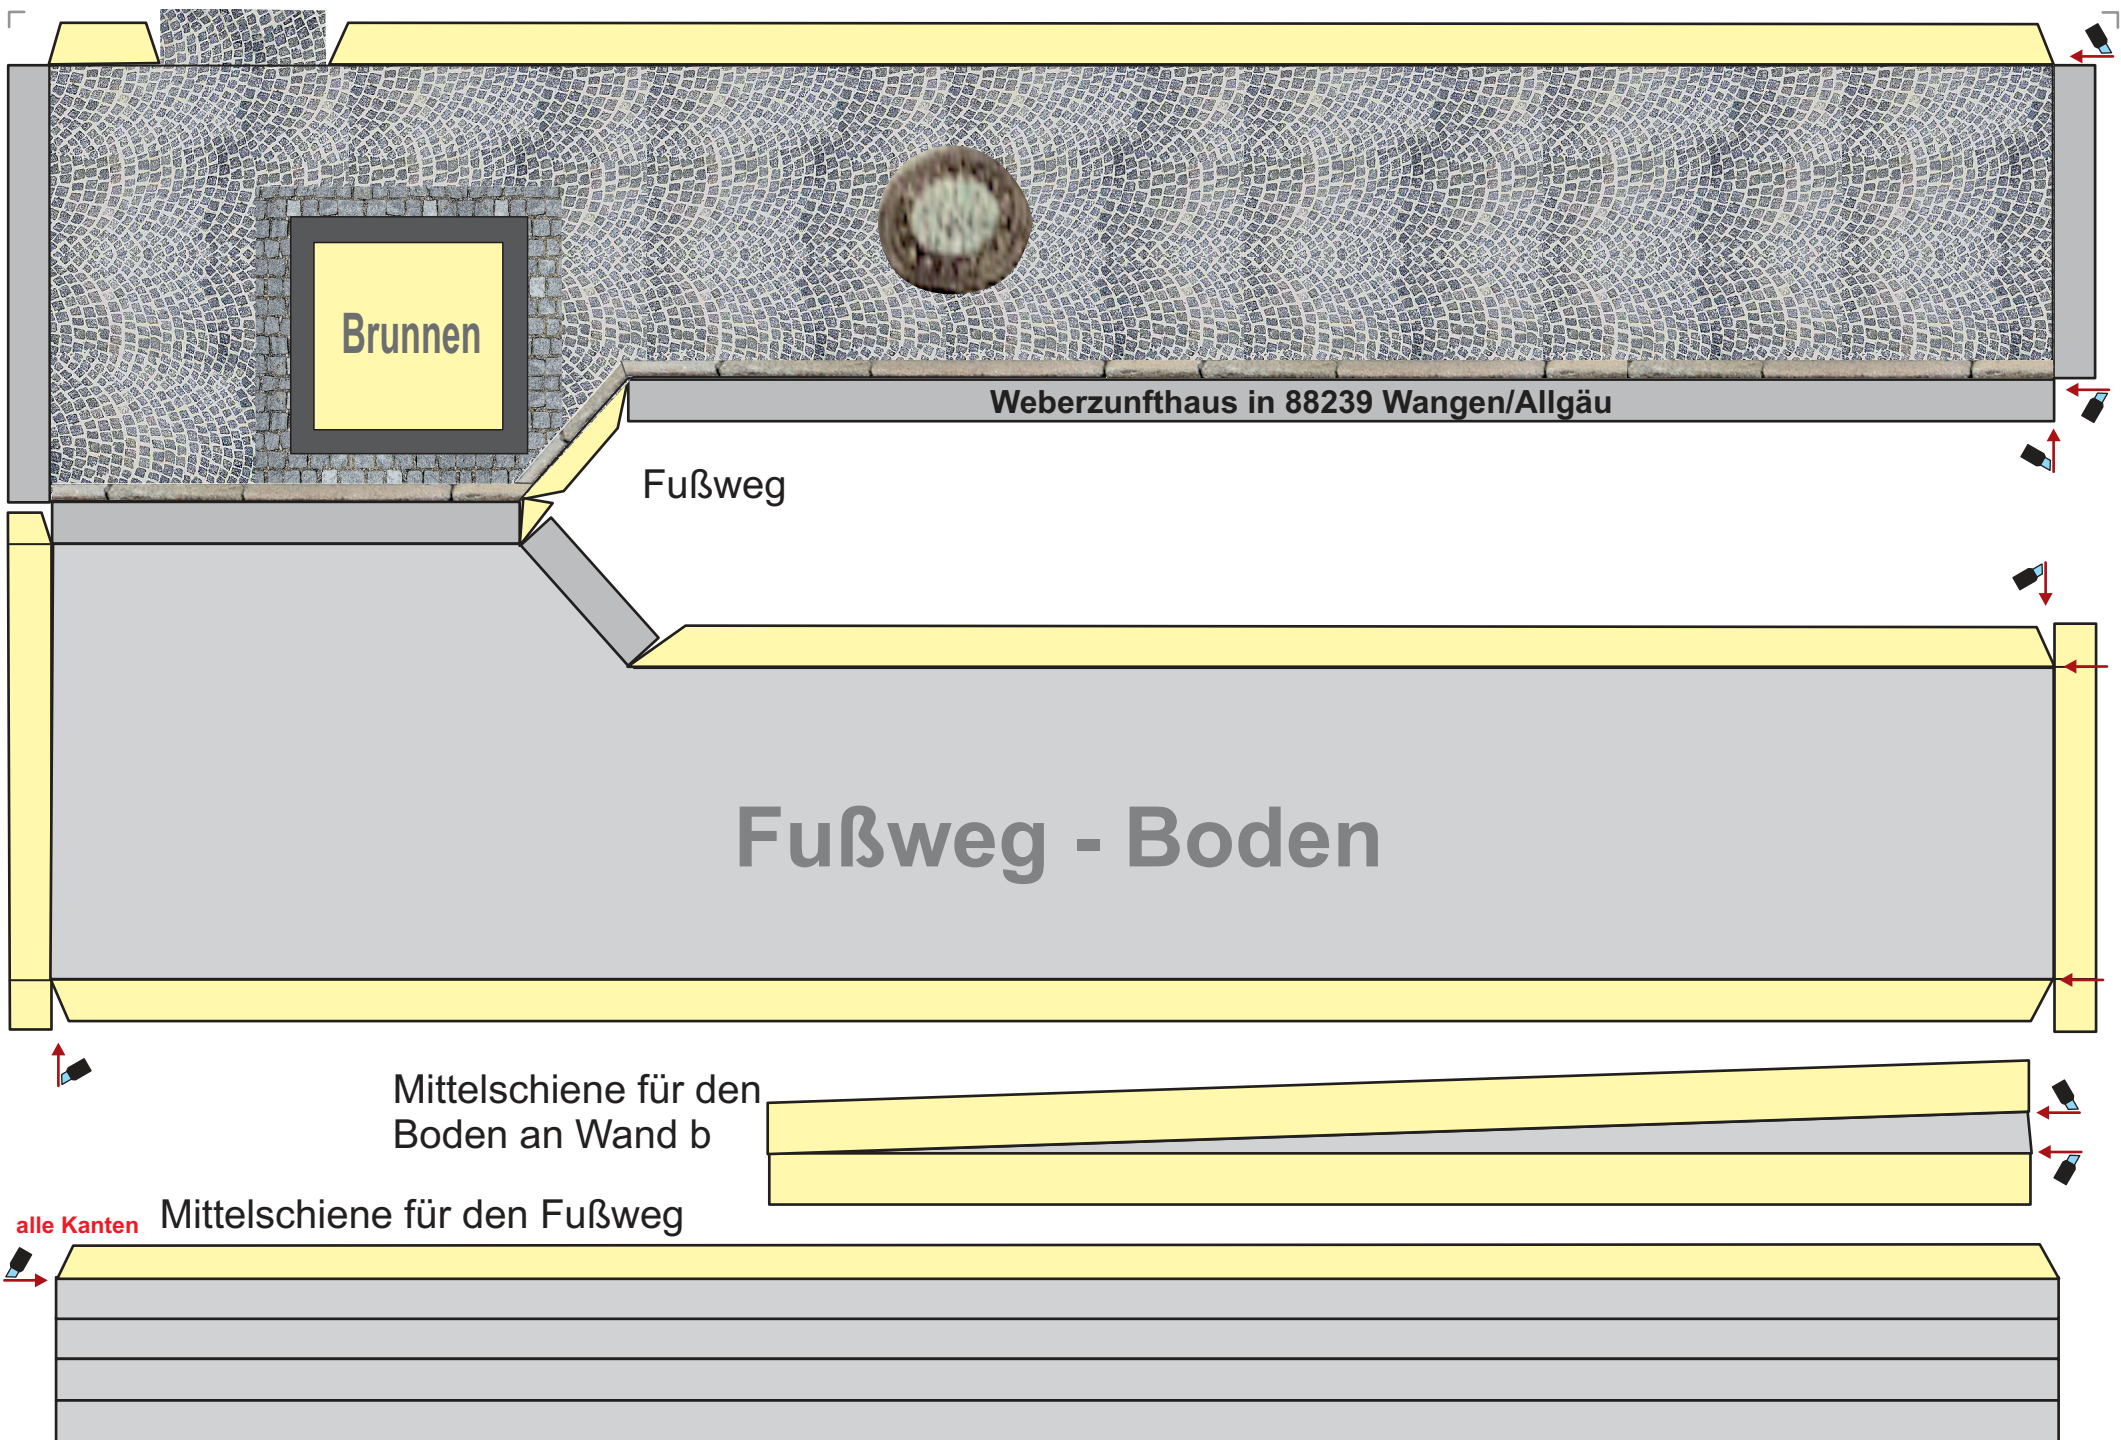 Brunnen
Weberzunfthaus in 88239 Wangen/Allgäu
Fußweg
Fußweg - Boden
Mittelschiene für den
Boden an Wand b
Mittelschiene für den Fußweg
alle Kanten